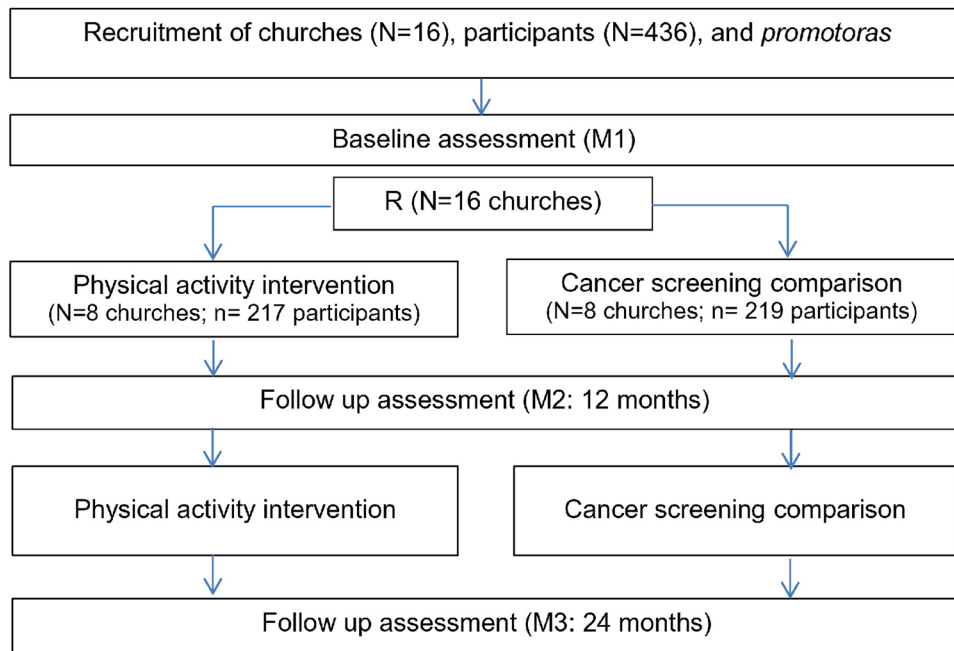 Recruitment of churches (N=16), participants (N=436), and promotoras
Baseline assessment (M1)
R (N=16 churches)
Physical activity intervention
(N=8 churches; n= 217 participants)
Cancer screening comparison
(N=8 churches; n= 219 participants)
Follow up assessment (M2: 12 months)
Physical activity intervention
Cancer screening comparison
Follow up assessment (M3: 24 months)